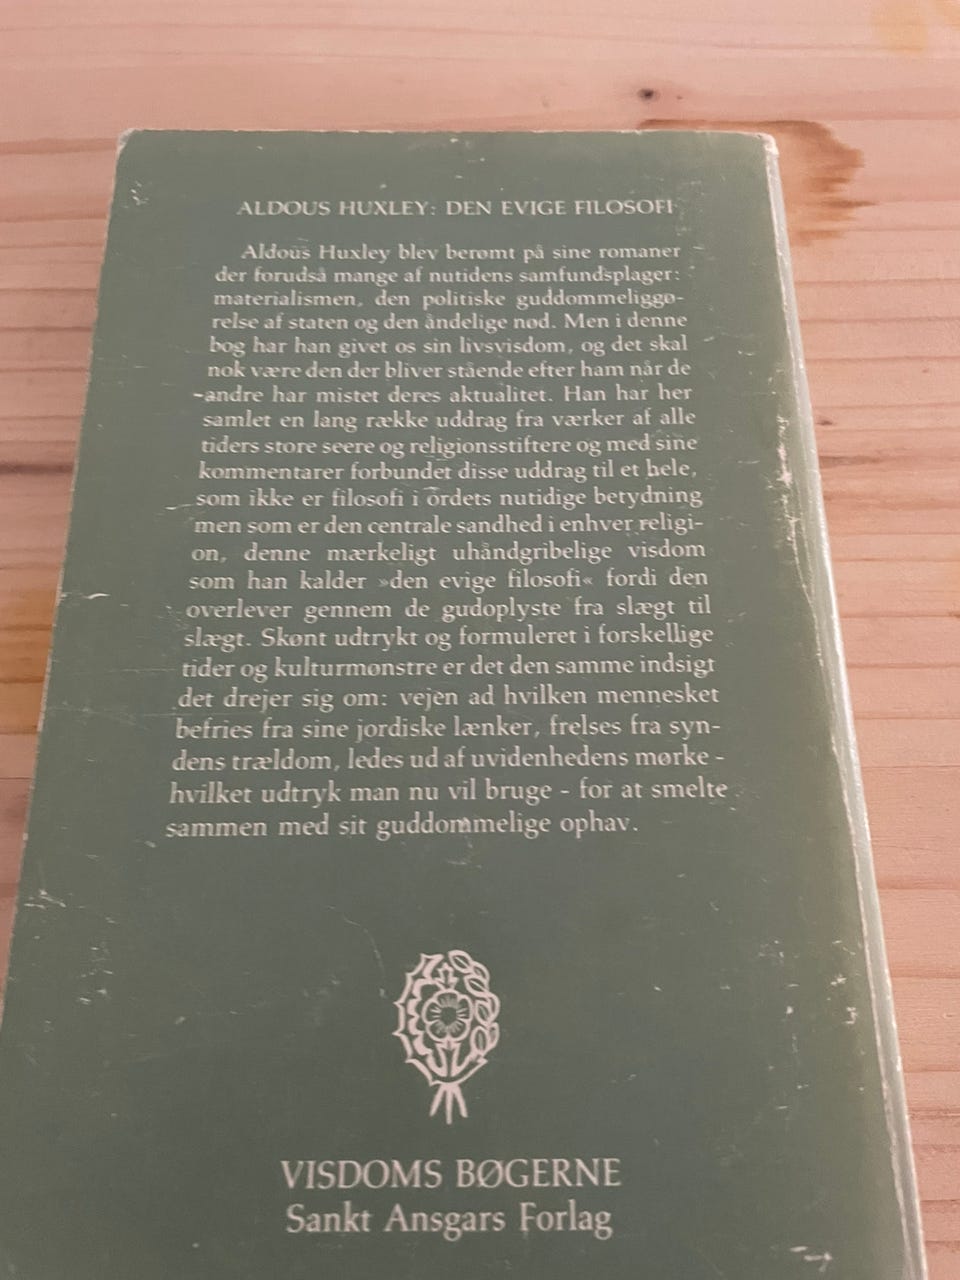 ALDOUS HUXLEY: DEN EVIGE FILOSOFI
Aldous Huxley blev berømt på sine romaner
der forudså mange af nutidens samfundsplager:
materialismen, den politiske guddommeliggø-
relse af staten og den åndelige nød. Men i denne
bog har han givet os sin livsvisdom, og det skal
nok være den der bliver stående efter ham når de
andre har mistet deres aktualitet. Han har her
samlet en lang række uddrag fra værker af alle
tiders store seere og religionsstiftere og med sine
kommentarer forbundet disse uddrag til et hele,
som ikke er filosofi i ordets nutidige betydning
men som er den centrale sandhed i enhver religi-
on, denne mærkeligt uhåndgribelige visdom
som han kalder »den evige filosofi« fordi den
overlever gennem de gudoplyste fra slægt til
slægt. Skønt udtrykt og formuleret i forskellige
tider og kulturmønstre er det den samme indsigt
det drejer sig om: vejen ad hvilken mennesket
befries fra sine jordiske lænker, frelses fra syn-
dens trældom, ledes ud af uvidenhedens mørke -
hvilket udtryk man nu vil bruge - for at smelte
sammen med sit guddommelige ophav.
VISDOMS BØGERNE
Sankt Ansgars Forlag